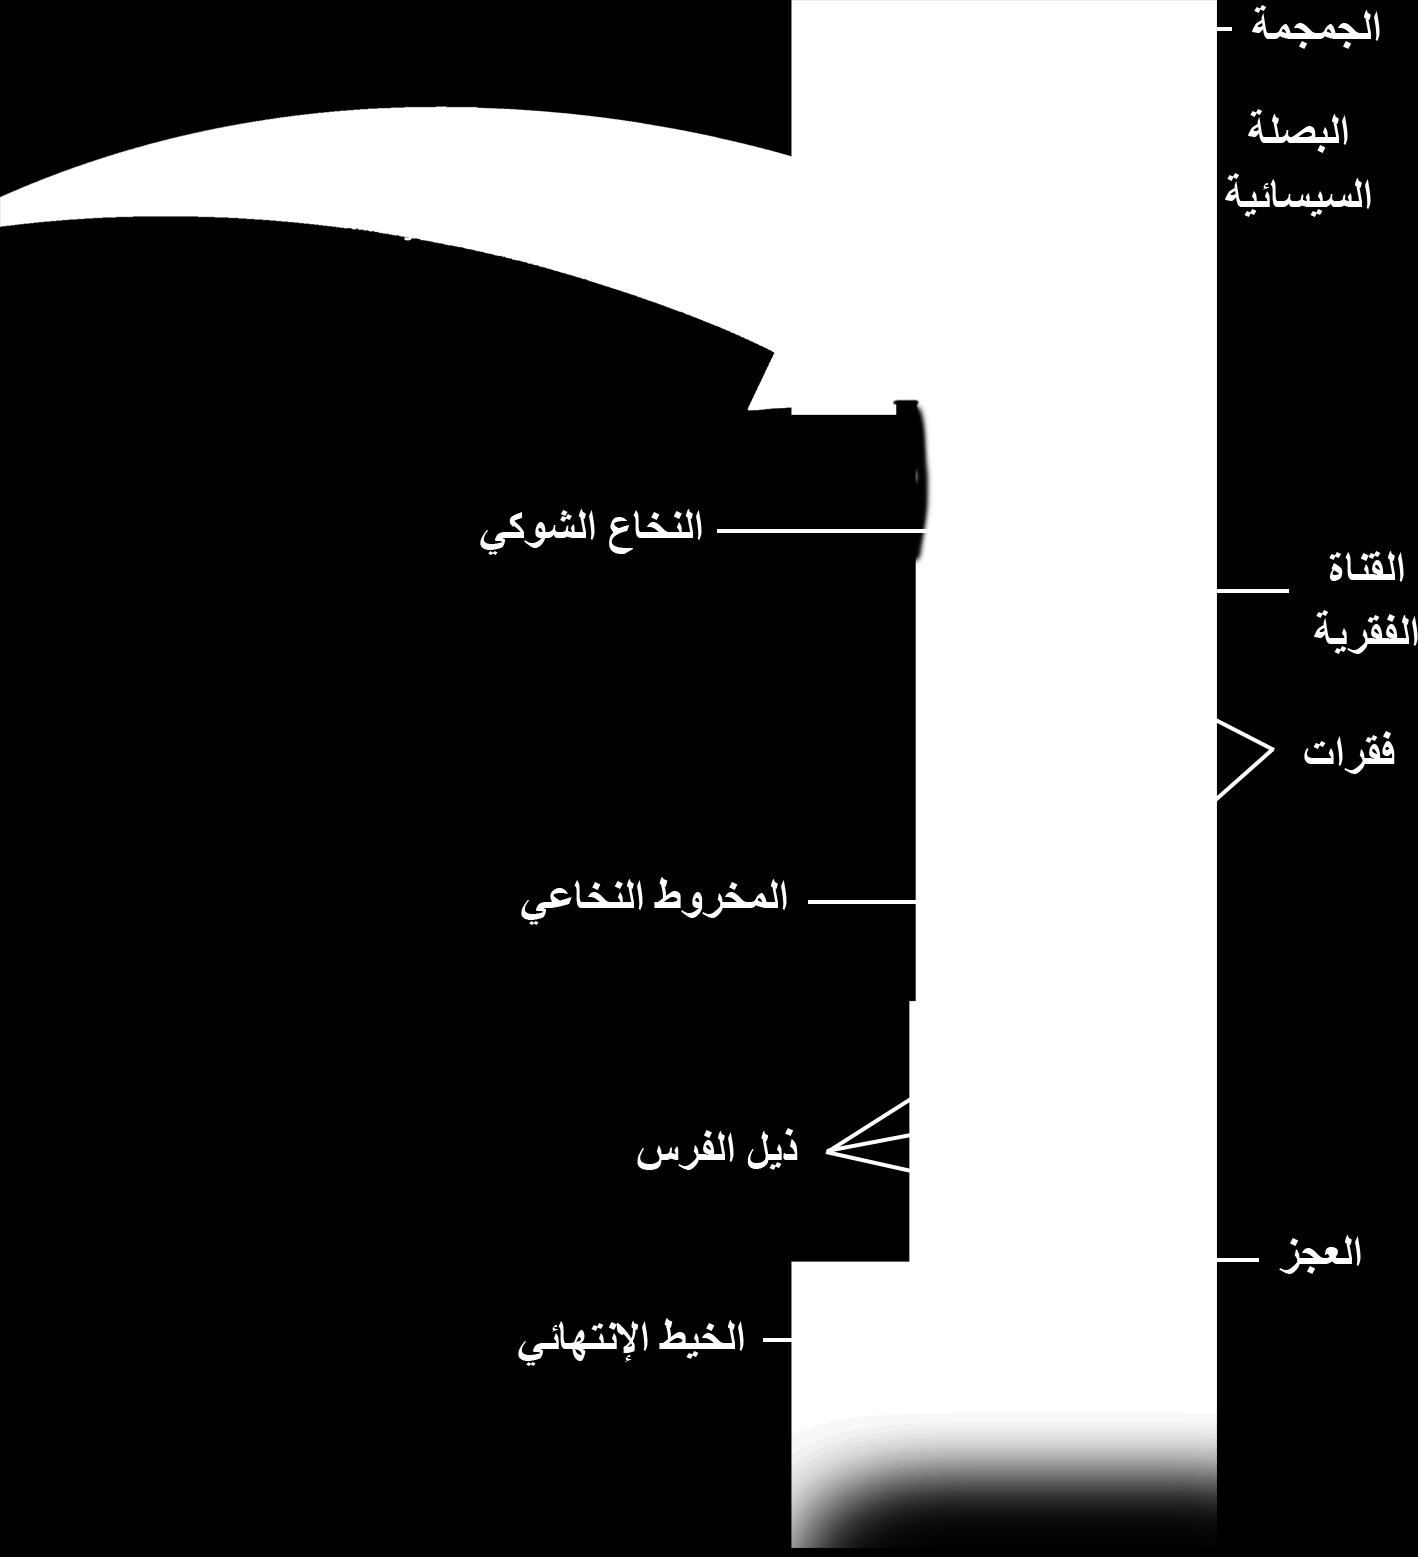 الجمجمة
البصلة
السيسائية
النخاع الشوكي
القناة
الفقرية
فقرات
المخروط النخاعي
ذيل الفرس
العجز
الخيط الإنتهائي